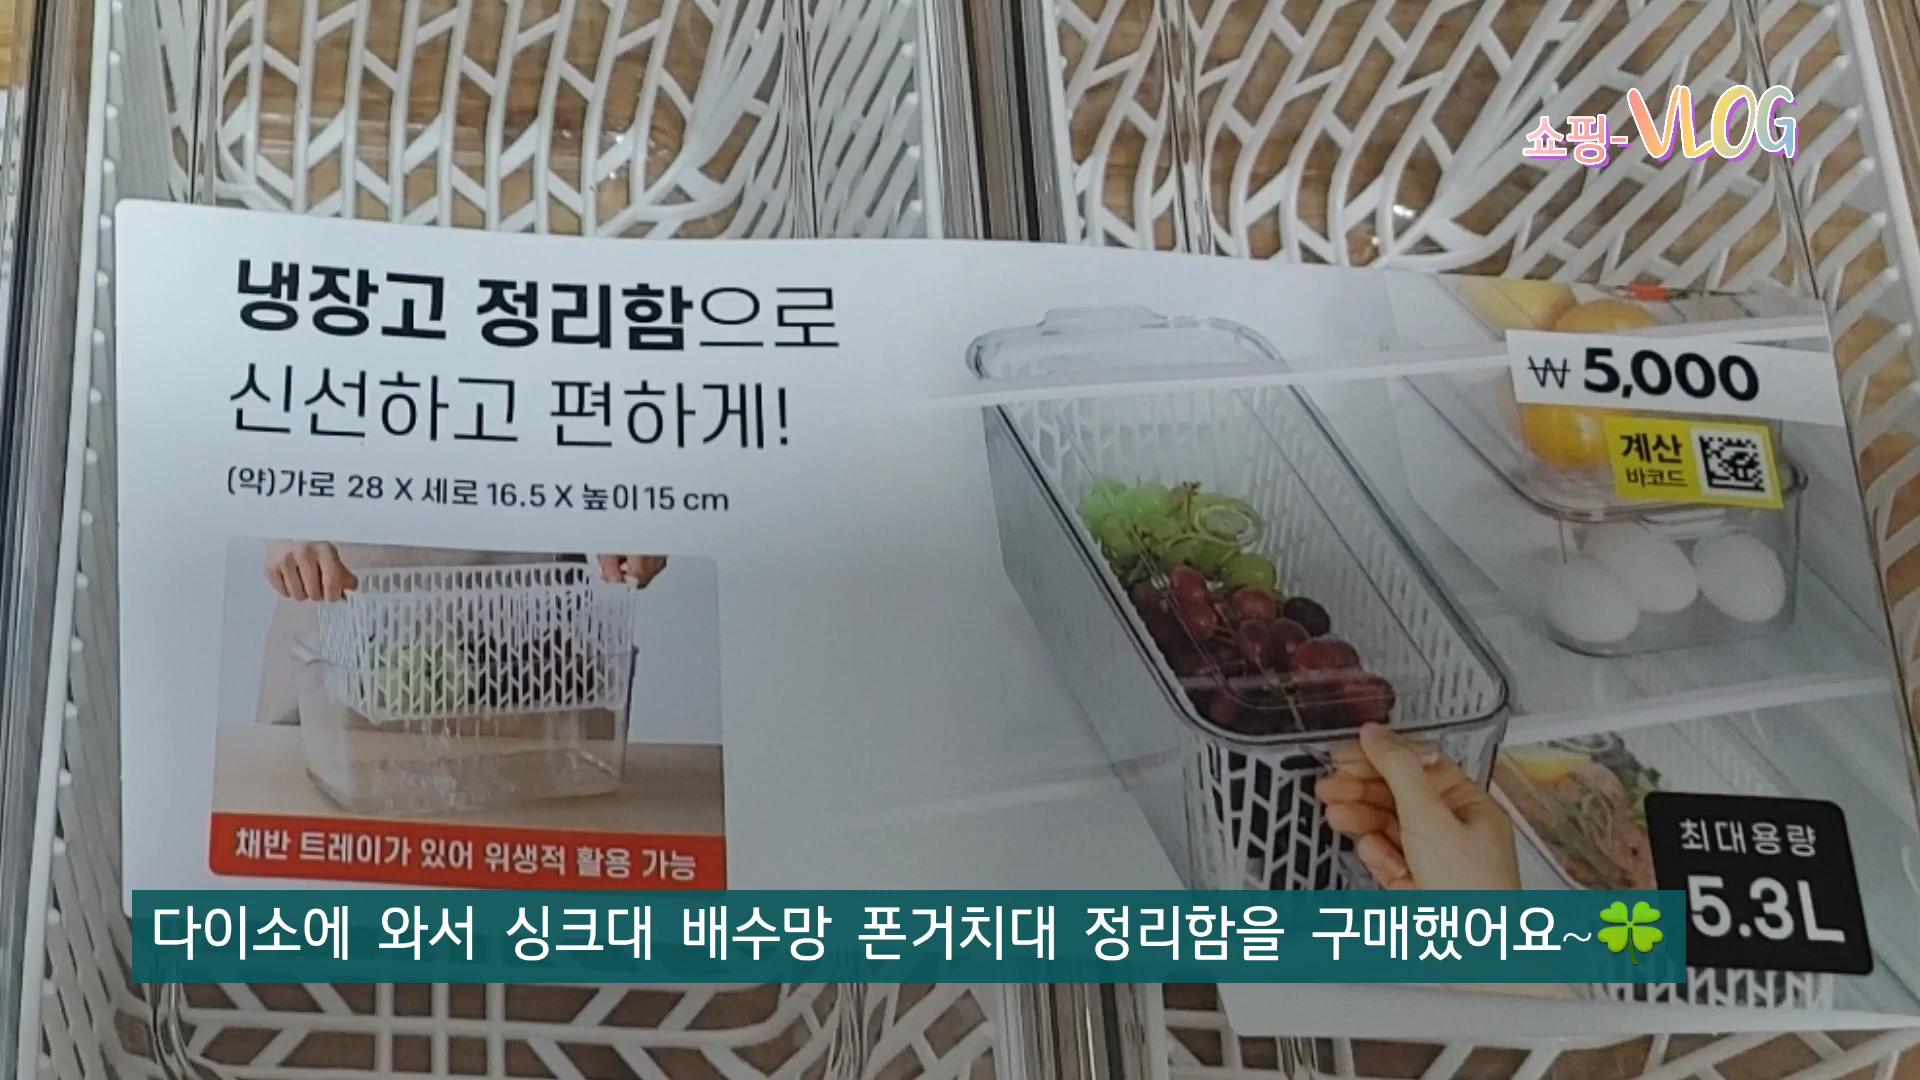 쇼핑-VLOG
냉장고 정리함으로
신선하고 편하게!
(약)가로 28 X 세로 16.5 X 높이 15 cm
₩ 5,000
계산
바코드
채반 트레이가 있어 위생적 활용 가능
최대용량
5.3L
다이소에 와서 싱크대 배수망 폰거치대 정리함을 구매했어요~🍀